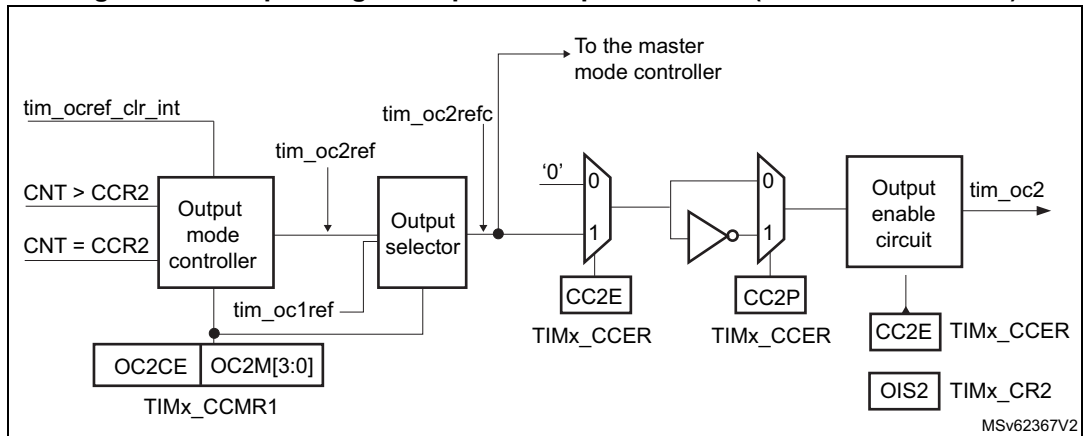 To the master
mode controller
tim_ocref_clr_int
tim_oc2refc
tim_oc2ref
'0'
0
0
CNT > CCR2
Output
mode
controller
Output
selector
Output
enable
circuit
tim_oc2
1
1
CNT = CCR2
tim_oc1ref
CC2E
CC2P
TIMx_CCER
TIMx_CCER
CC2E
TIMx_CCER
OC2CE
OC2M[3:0]
TIMx_CCMR1
OIS2
TIMx_CR2
MSv62367V2